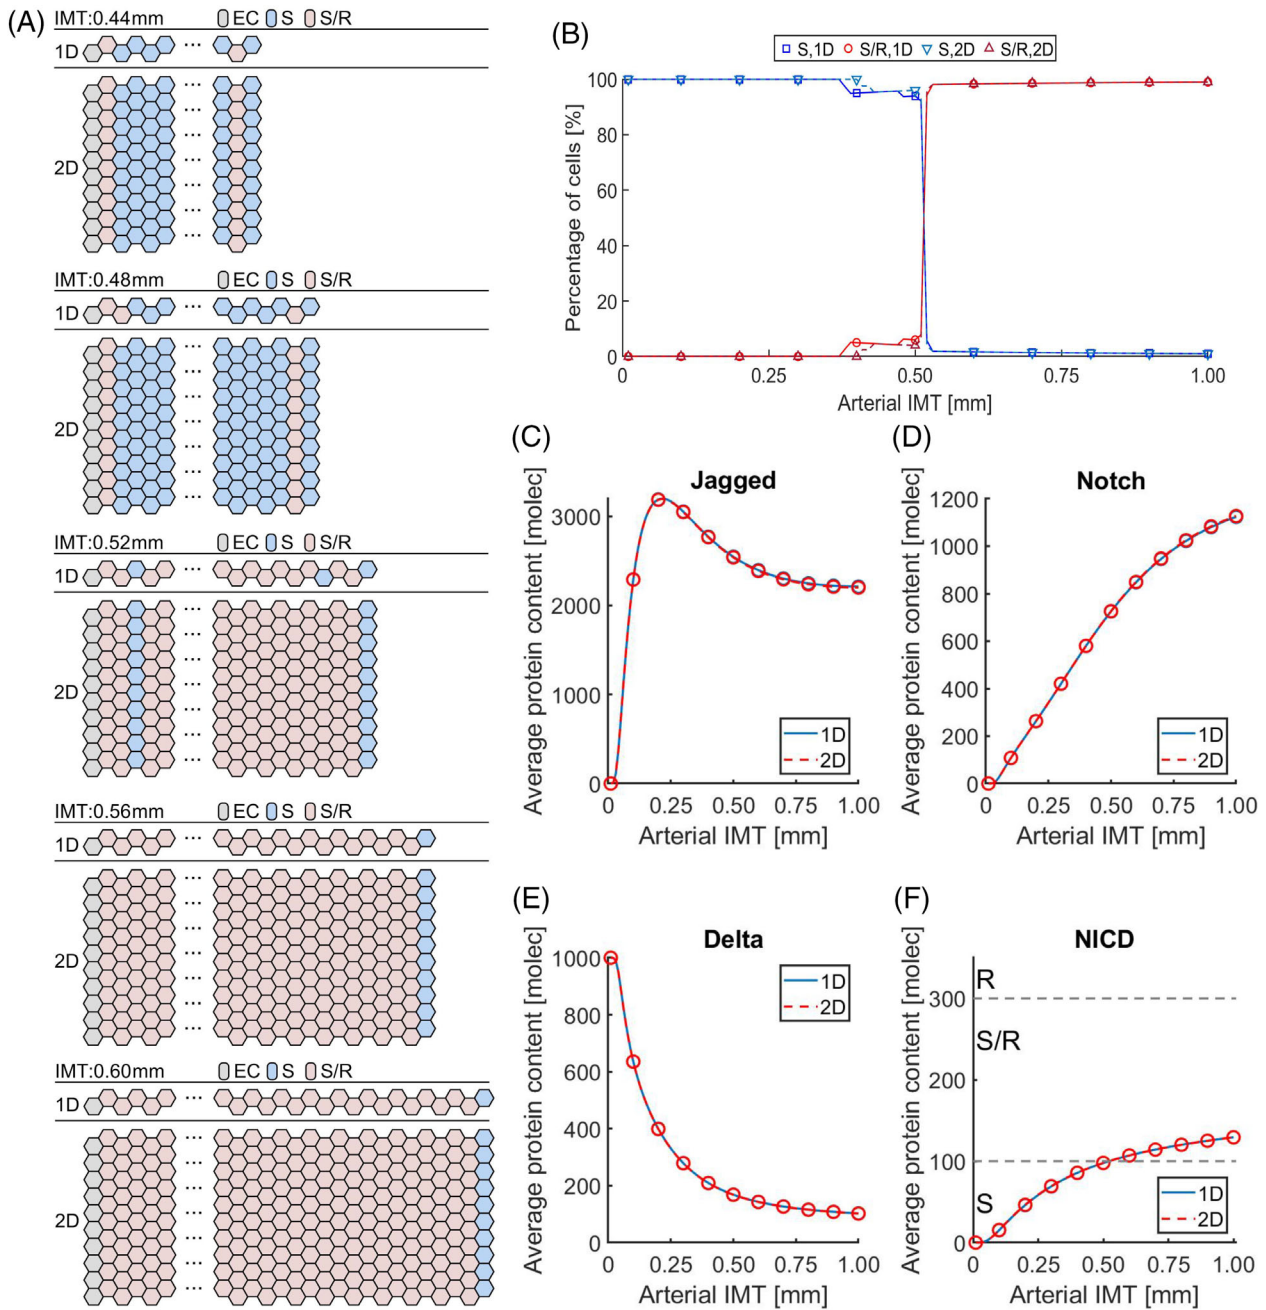 (A)
IMT:0.44mm EC S S/R
1D ...
2D ...
IMT:0.48mm EC S S/R
1D ...
2D ...
IMT:0.52mm EC S S/R
1D ...
2D ...
IMT:0.56mm EC S S/R
1D ...
2D ...
IMT:0.60mm EC S S/R
1D ...
2D ...
(B)
S,1D S/R,1D S,2D S/R,2D
Percentage of cells [%]
100
80
60
40
20
0
0 0.25 0.50 0.75 1.00
Arterial IMT [mm]
(C)
Jagged
Average protein content [molec]
3000
2000
1000
0
1D
2D
0 0.25 0.50 0.75 1.00
Arterial IMT [mm]
(D)
Notch
Average protein content [molec]
1200
1000
800
600
400
200
0
1D
2D
0 0.25 0.50 0.75 1.00
Arterial IMT [mm]
(E)
Delta
Average protein content [molec]
1000
800
600
400
200
0
1D
2D
0 0.25 0.50 0.75 1.00
Arterial IMT [mm]
(F)
NICD
Average protein content [molec]
R
300
S/R
200
100
S
0
1D
2D
0 0.25 0.50 0.75 1.00
Arterial IMT [mm]